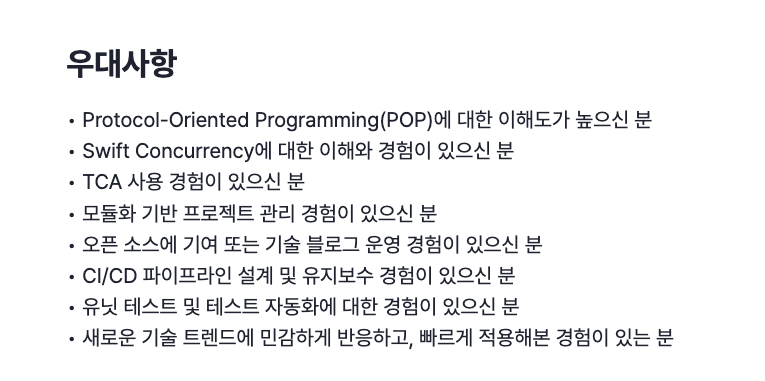 우대사항
• Protocol-Oriented Programming(POP)에 대한 이해도가 높으신 분
• Swift Concurrency에 대한 이해와 경험이 있으신 분
• TCA 사용 경험이 있으신 분
• 모듈화 기반 프로젝트 관리 경험이 있으신 분
• 오픈 소스에 기여 또는 기술 블로그 운영 경험이 있으신 분
• CI/CD 파이프라인 설계 및 유지보수 경험이 있으신 분
• 유닛 테스트 및 테스트 자동화에 대한 경험이 있으신 분
• 새로운 기술 트렌드에 민감하게 반응하고, 빠르게 적용해본 경험이 있는 분